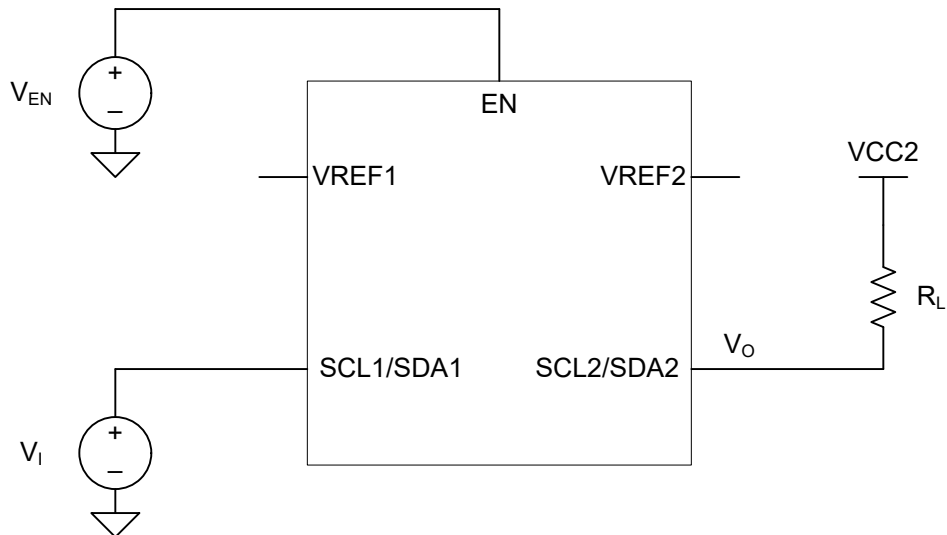 V_EN
+
−
EN
VREF1
VREF2
VCC2
R_L
SCL1/SDA1
SCL2/SDA2
V_O
V_I
+
−